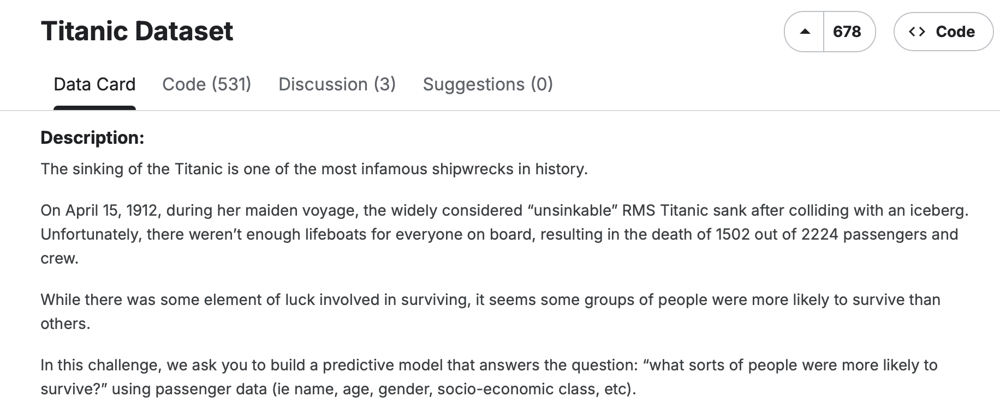 Titanic Dataset
678
Code
Data Card
Code (531)
Discussion (3)
Suggestions (0)
Description:
The sinking of the Titanic is one of the most infamous shipwrecks in history.
On April 15, 1912, during her maiden voyage, the widely considered “unsinkable” RMS Titanic sank after colliding with an iceberg.
Unfortunately, there weren’t enough lifeboats for everyone on board, resulting in the death of 1502 out of 2224 passengers and
crew.
While there was some element of luck involved in surviving, it seems some groups of people were more likely to survive than
others.
In this challenge, we ask you to build a predictive model that answers the question: “what sorts of people were more likely to
survive?” using passenger data (ie name, age, gender, socio-economic class, etc).